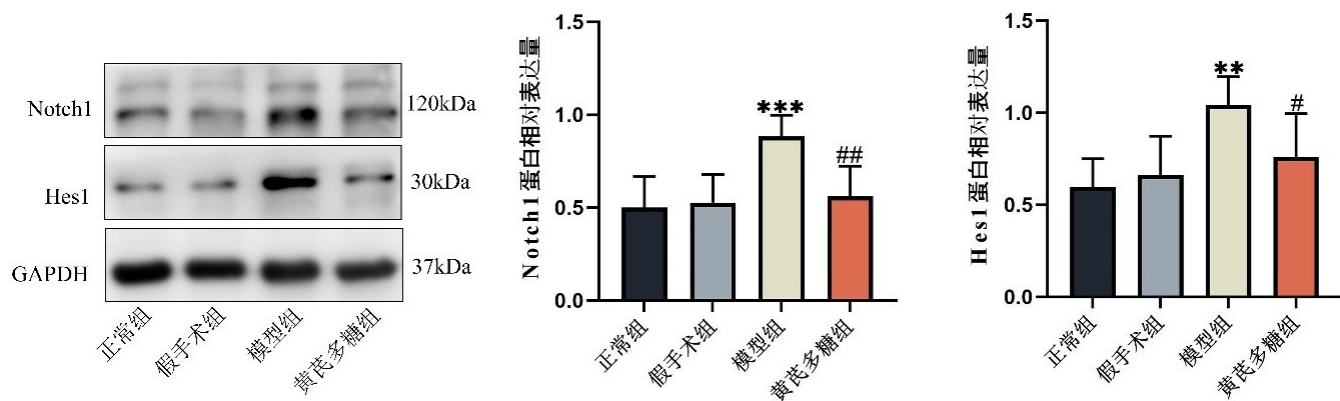 Notch1
120kDa
Hes1
30kDa
GAPDH
37kDa
正常组
假手术组
模型组
黄芪多糖组
Notch1蛋白相对表达量
1.5
1.0
0.5
0.0
***
##
正常组
假手术组
模型组
黄芪多糖组
Hes1蛋白相对表达量
1.5
1.0
0.5
0.0
**
#
正常组
假手术组
模型组
黄芪多糖组